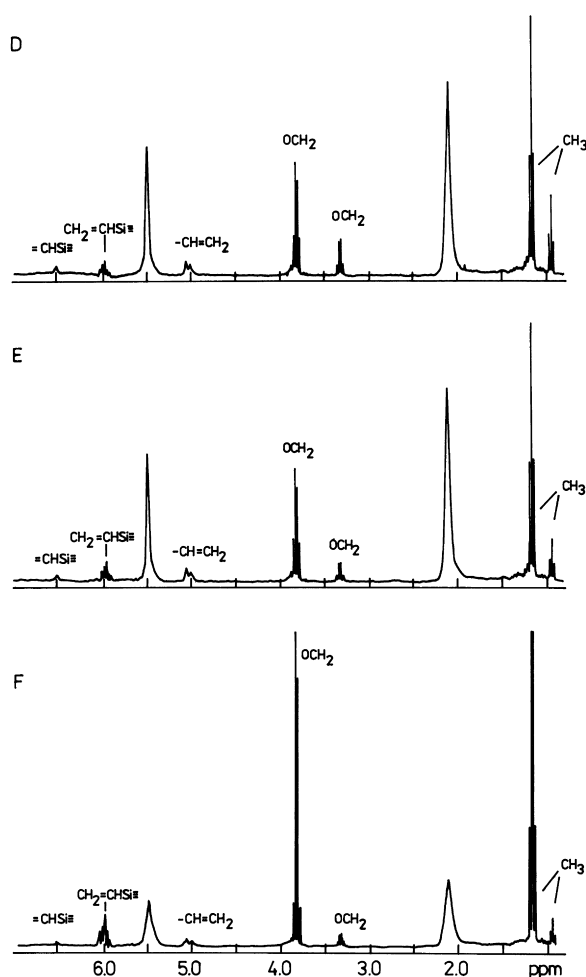 D
CH₃
OCH₂
OCH₂
CH₂=CHSi≡
=CHSi≡
-CH=CH₂
E
OCH₂
CH₃
CH₂=CHSi≡
-CH=CH₂
OCH₂
=CHSi≡
OCH₂
F
CH₃
CH₂=CHSi≡
=CHSi≡
-CH=CH₂
OCH₂
6.0 5.0 4.0 3.0 2.0 ppm